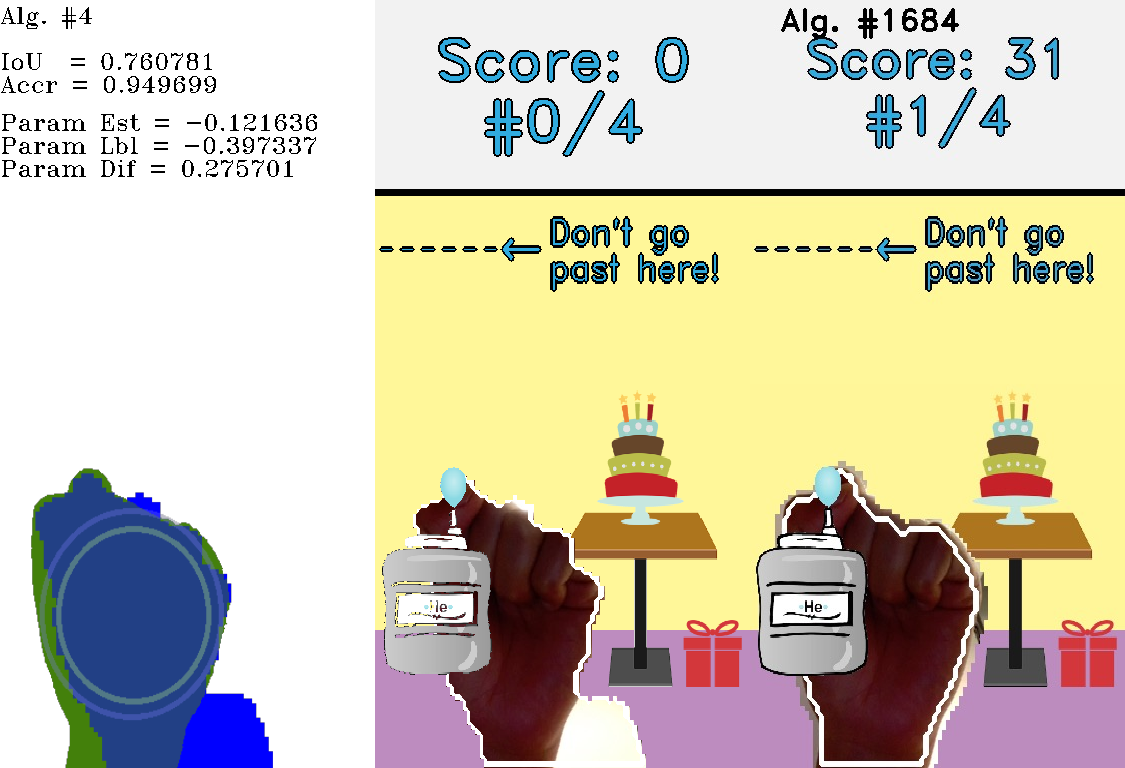 Alg. #4
IoU = 0.760781
Accr = 0.949699
Param Est = -0.121636
Param Lbl = -0.397337
Param Dif = 0.275701
Score: 0
#0/4
Don't go
past here!
He
Alg. #1684
Score: 31
#1/4
Don't go
past here!
He